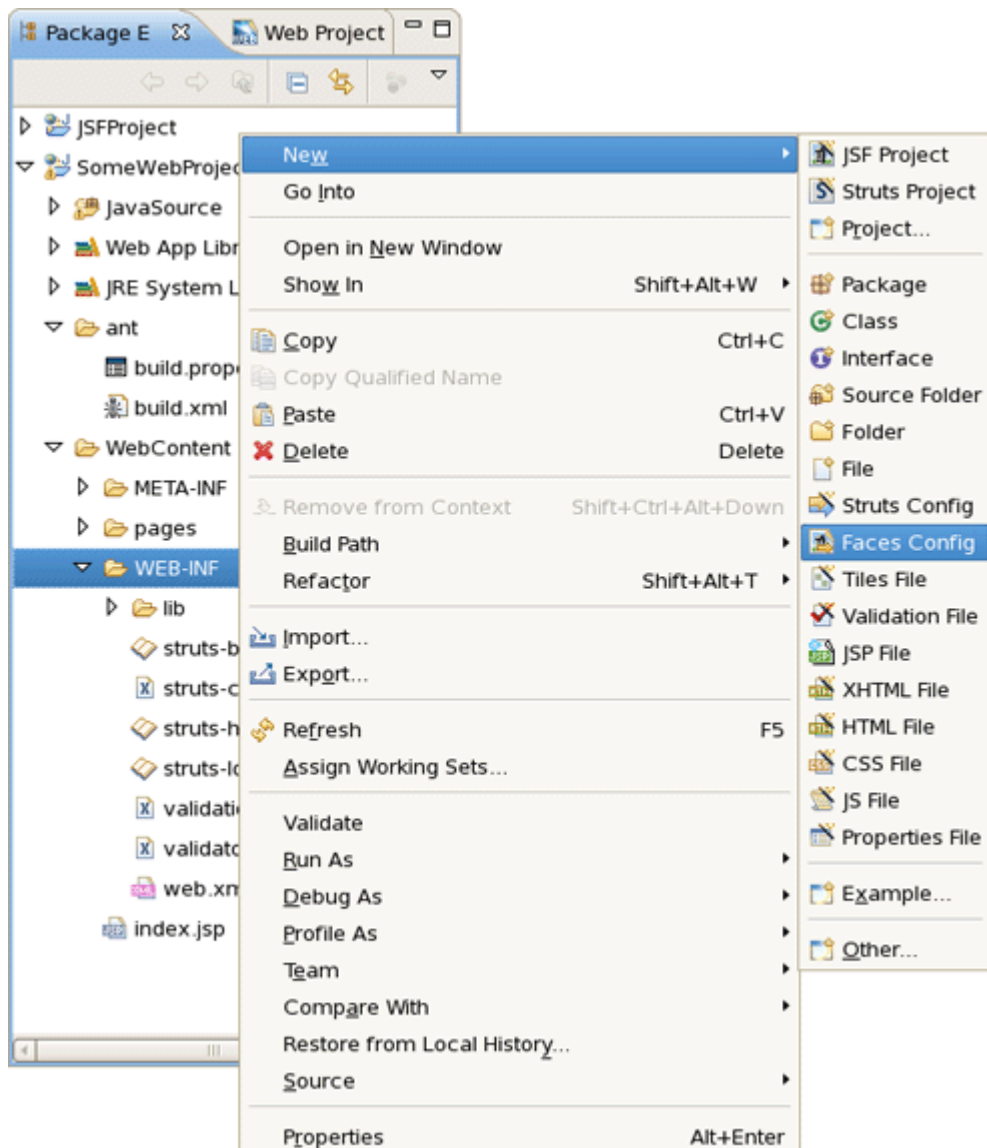 Package E
Web Project
JSFProject
SomeWebProjec
JavaSource
Web App Libr
JRE System L
ant
build.prope
build.xml
WebContent
META-INF
pages
WEB-INF
lib
struts-b
struts-c
struts-h
struts-lo
validati
validato
web.xm
index.jsp
New
Go Into
Open in New Window
Show In Shift+Alt+W
Copy Ctrl+C
Copy Qualified Name
Paste Ctrl+V
Delete Delete
Remove from Context Shift+Ctrl+Alt+Down
Build Path
Refactor Shift+Alt+T
Import...
Export...
Refresh F5
Assign Working Sets...
Validate
Run As
Debug As
Profile As
Team
Compare With
Restore from Local History...
Source
Properties Alt+Enter
JSF Project
Struts Project
Project...
Package
Class
Interface
Source Folder
Folder
File
Struts Config
Faces Config
Tiles File
Validation File
JSP File
XHTML File
HTML File
CSS File
JS File
Properties File
Example...
Other...